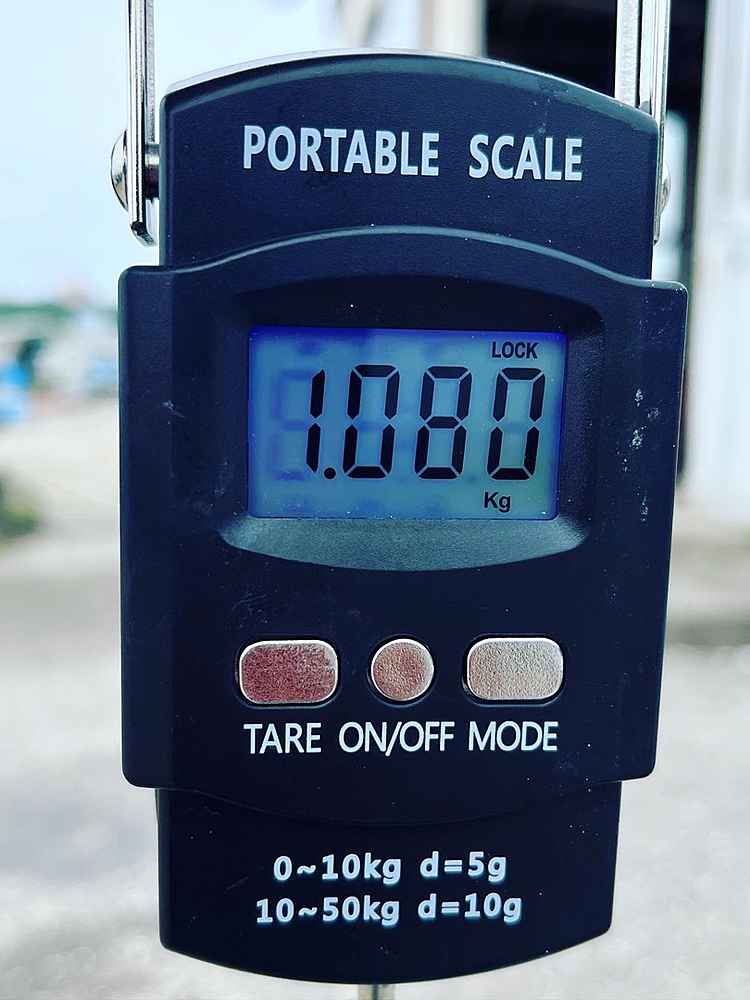 PORTABLE SCALE
LOCK
1.080
Kg
TARE ON/OFF MODE
0~10kg d=5g
10~50kg d=10g